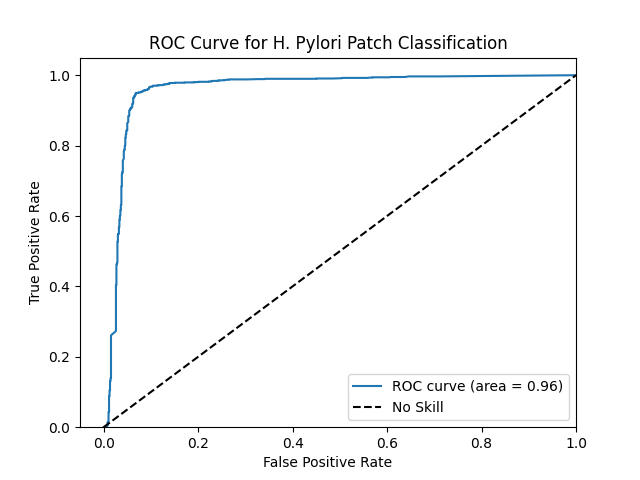 ROC Curve for H. Pylori Patch Classification
1.0
0.8
0.6
0.4
0.2
0.0
True Positive Rate
ROC curve (area = 0.96)
No Skill
0.0 0.2 0.4 0.6 0.8 1.0
False Positive Rate